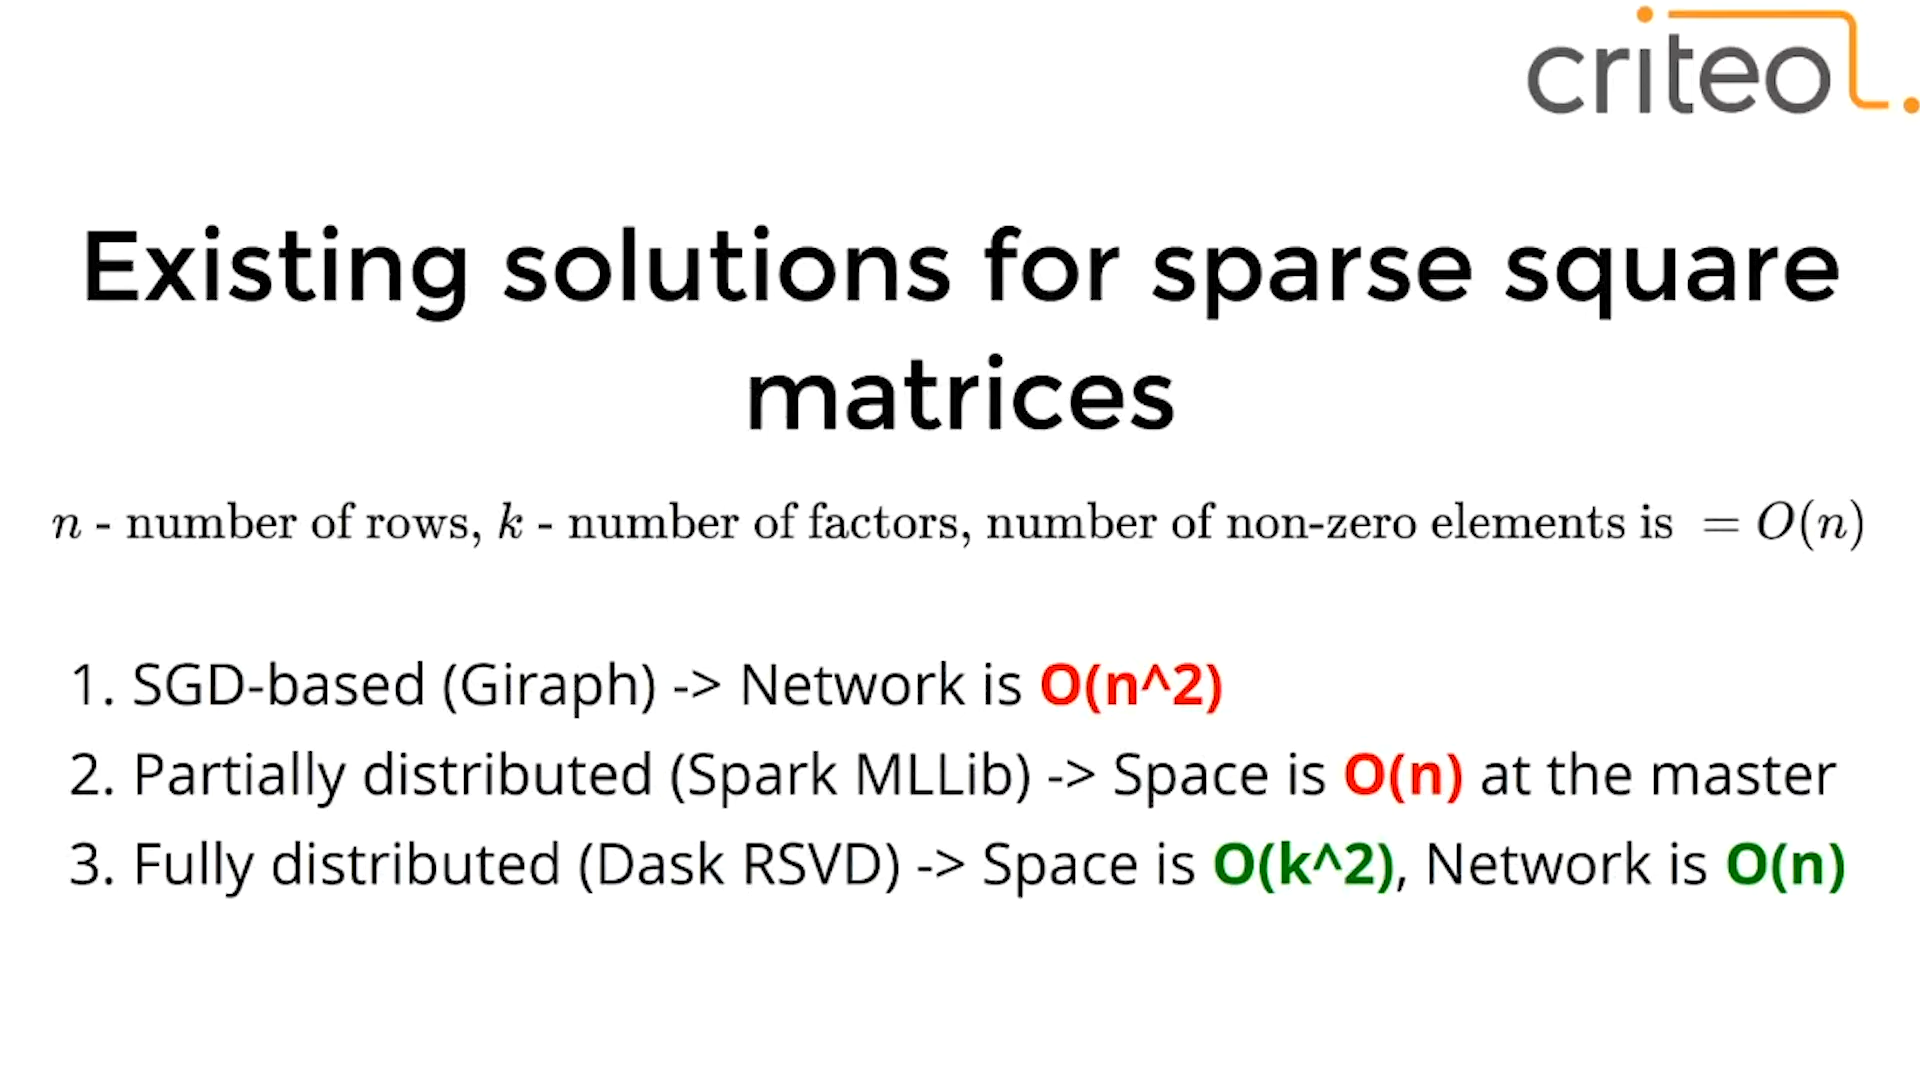 criteo
Existing solutions for sparse square
matrices
n - number of rows, k - number of factors, number of non-zero elements is = O(n)
1. SGD-based (Giraph) -> Network is O(n^2)
2. Partially distributed (Spark MLLib) -> Space is O(n) at the master
3. Fully distributed (Dask RSVD) -> Space is O(k^2), Network is O(n)